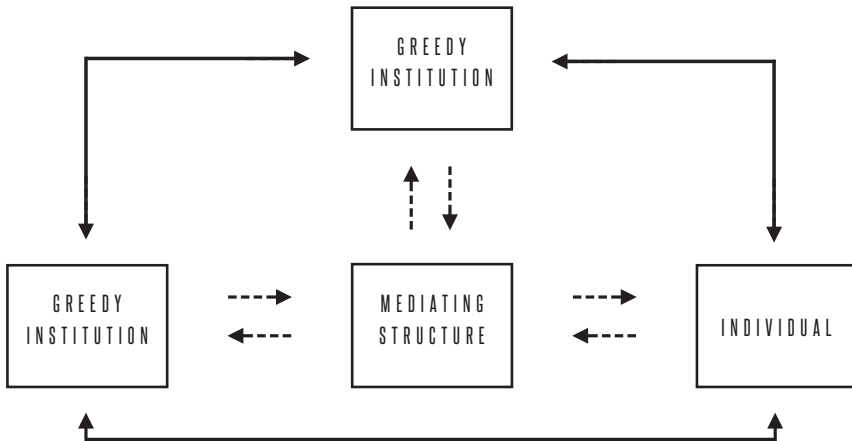 GREEDY
INSTITUTION
GREEDY
INSTITUTION
MEDIATING
STRUCTURE
INDIVIDUAL